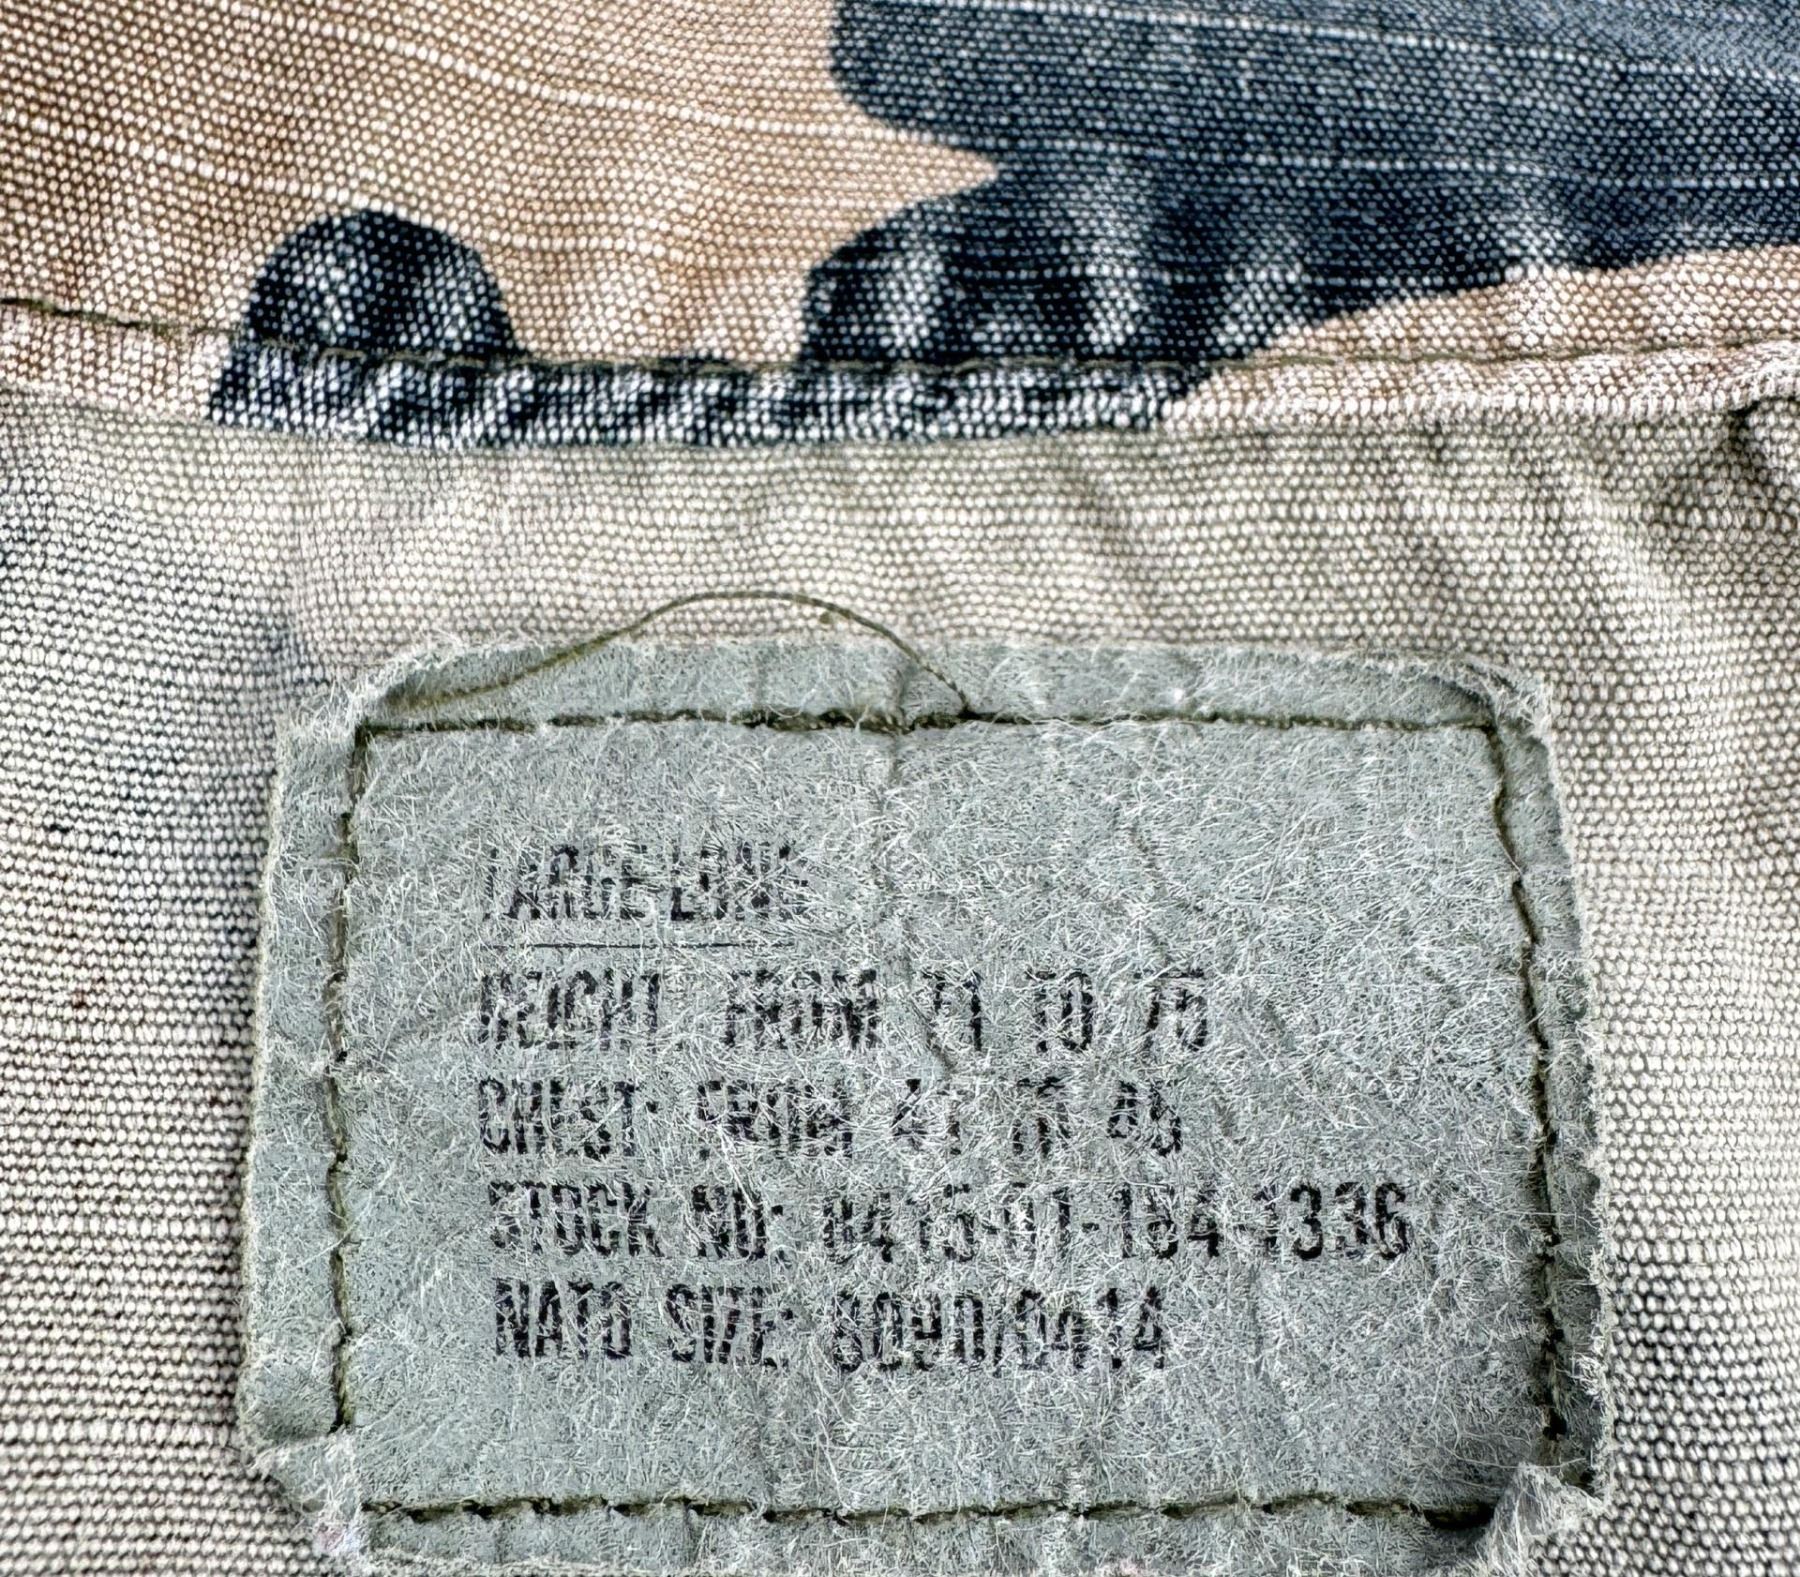 LARGE-LONG
HEIGHT: FROM 71 TO 75
CHEST: FROM 41 TO 45
STOCK NO: 8415-01-184-1336
NATO SIZE: 8090/0414